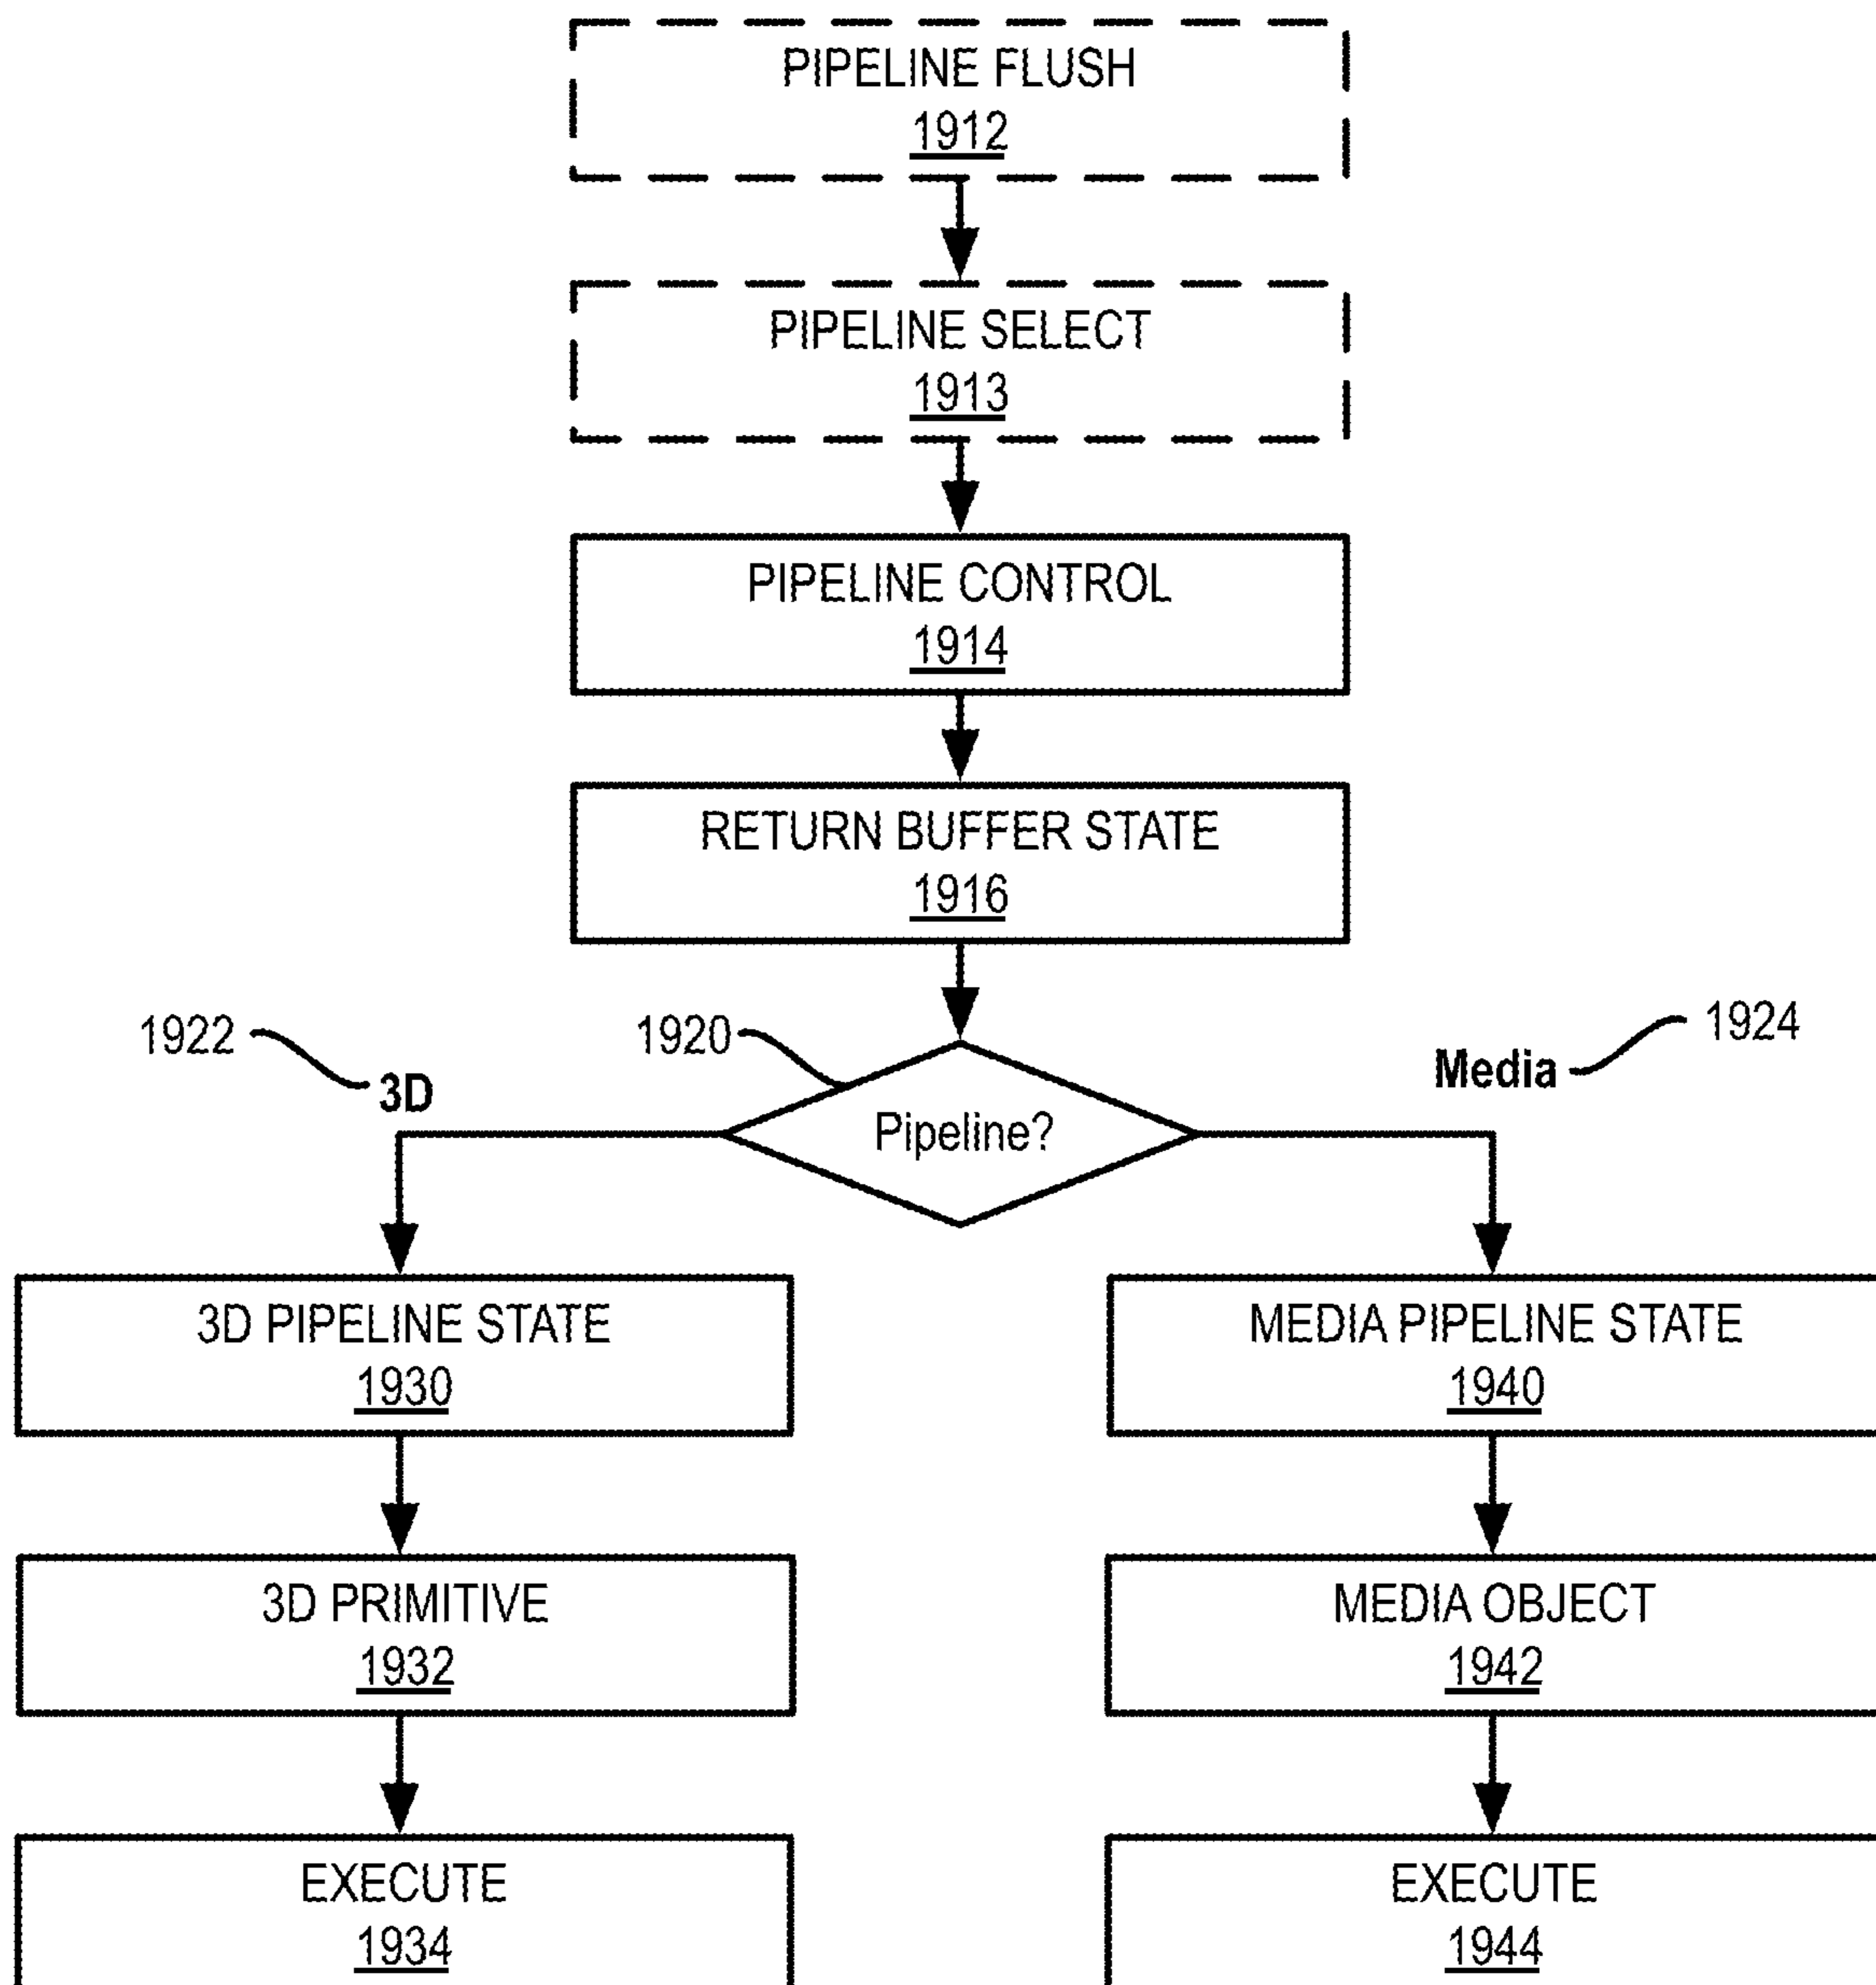 PIPELINE FLUSH
1912
PIPELINE SELECT
1913
PIPELINE CONTROL
1914
RETURN BUFFER STATE
1916
1922
3D
1920
Pipeline?
Media
1924
3D PIPELINE STATE
1930
MEDIA PIPELINE STATE
1940
3D PRIMITIVE
1932
MEDIA OBJECT
1942
EXECUTE
1934
EXECUTE
1944